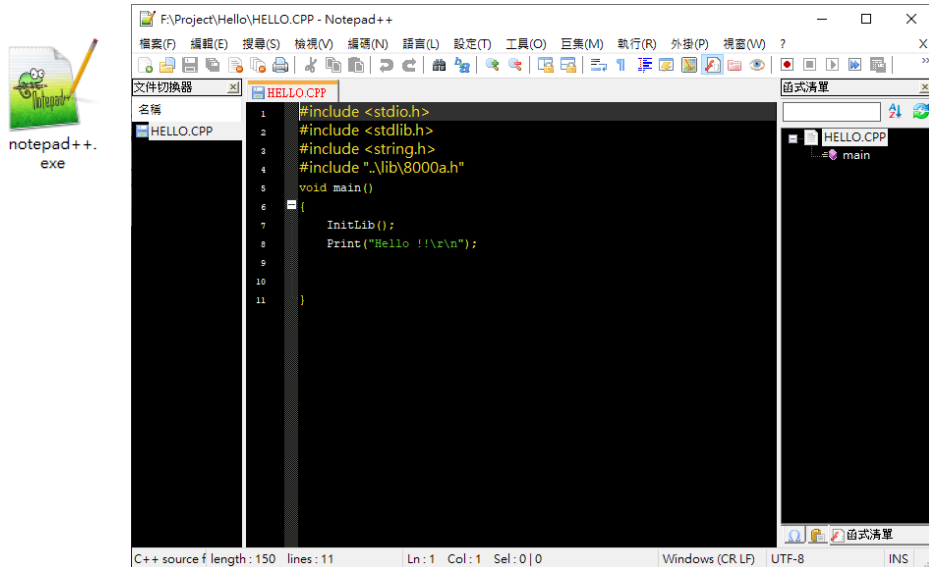 Notepad++
notepad++.
exe
F:\Project\Hello\HELLO.CPP - Notepad++
檔案(F) 編輯(E) 搜尋(S) 檢視(V) 編碼(N) 語言(L) 設定(T) 工具(O) 巨集(M) 執行(R) 外掛(P) 視窗(W) ? X
文件切換器
名稱
HELLO.CPP
HELLO.CPP
1 #include <stdio.h>
2 #include <stdlib.h>
3 #include <string.h>
4 #include "..\lib\8000a.h"
5 void main()
6 {
7 InitLib();
8 Print("Hello !!\r\n");
9
10
11 }
函式清單
HELLO.CPP
main
函式清單
C++ source f length : 150 lines : 11 Ln : 1 Col : 1 Sel : 0 | 0 Windows (CR LF) UTF-8 INS